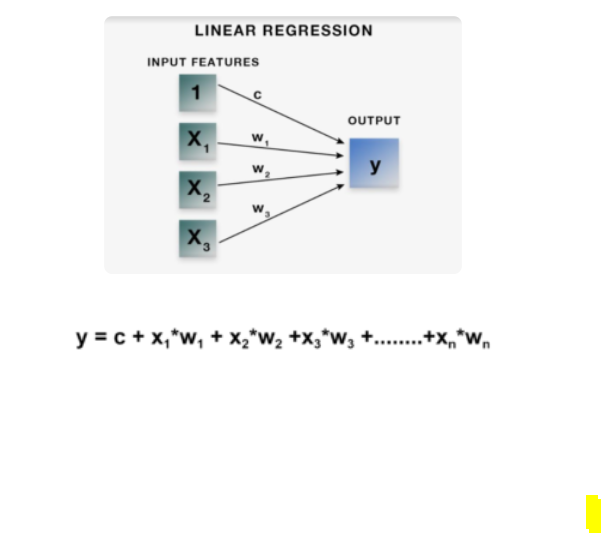 LINEAR REGRESSION
INPUT FEATURES
1
c
OUTPUT
X₁
w₁
y
X₂
w₂
X₃
w₃
y = c + x₁*w₁ + x₂*w₂ +x₃*w₃ +........+xₙ*wₙ